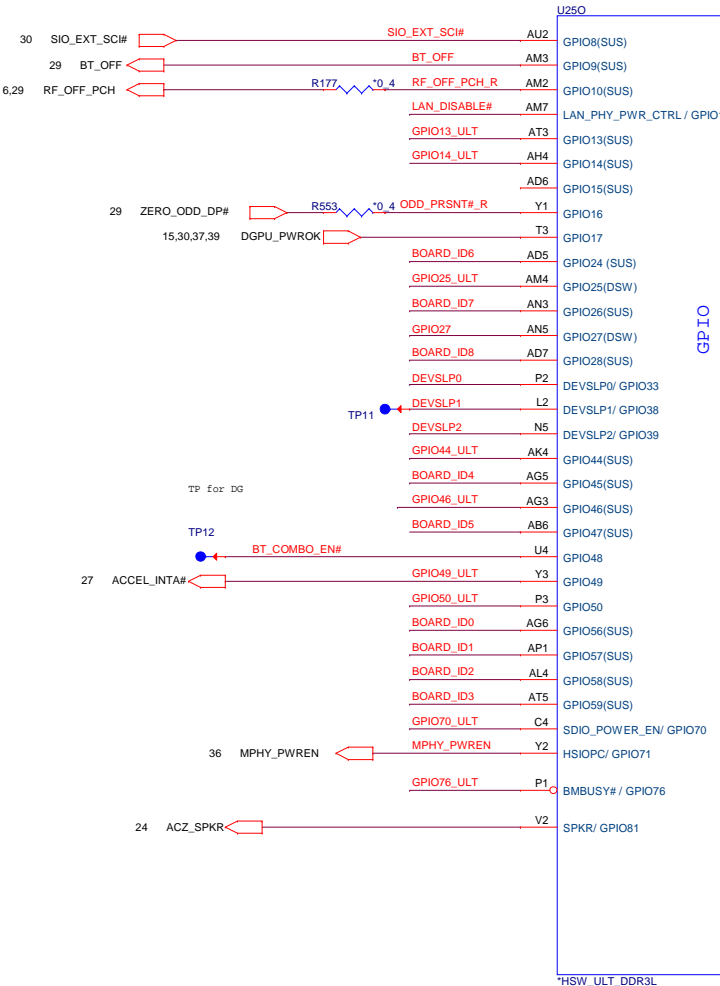 U25O
30 SIO_EXT_SCI# SIO_EXT_SCI# AU2 GPIO8(SUS)
29 BT_OFF BT_OFF AM3 GPIO9(SUS)
6,29 RF_OFF_PCH R177 *0_4 RF_OFF_PCH_R AM2 GPIO10(SUS)
LAN_DISABLE# AM7 LAN_PHY_PWR_CTRL / GPIO1
GPIO13_ULT AT3 GPIO13(SUS)
GPIO14_ULT AH4 GPIO14(SUS)
AD6 GPIO15(SUS)
29 ZERO_ODD_DP# R553 *0_4 ODD_PRSNT#_R Y1 GPIO16
15,30,37,39 DGPU_PWROK T3 GPIO17
BOARD_ID6 AD5 GPIO24 (SUS)
GPIO25_ULT AM4 GPIO25(DSW)
BOARD_ID7 AN3 GPIO26(SUS)
GPIO27 AN5 GPIO27(DSW)
BOARD_ID8 AD7 GPIO28(SUS)
GPIO
DEVSLP0 P2 DEVSLP0/ GPIO33
TP11 DEVSLP1 L2 DEVSLP1/ GPIO38
DEVSLP2 N5 DEVSLP2/ GPIO39
GPIO44_ULT AK4 GPIO44(SUS)
BOARD_ID4 AG5 GPIO45(SUS)
TP for DG
GPIO46_ULT AG3 GPIO46(SUS)
BOARD_ID5 AB6 GPIO47(SUS)
TP12 BT_COMBO_EN# U4 GPIO48
27 ACCEL_INTA# GPIO49_ULT Y3 GPIO49
GPIO50_ULT P3 GPIO50
BOARD_ID0 AG6 GPIO56(SUS)
BOARD_ID1 AP1 GPIO57(SUS)
BOARD_ID2 AL4 GPIO58(SUS)
BOARD_ID3 AT5 GPIO59(SUS)
GPIO70_ULT C4 SDIO_POWER_EN/ GPIO70
36 MPHY_PWREN MPHY_PWREN Y2 HSIOPC/ GPIO71
GPIO76_ULT P1 BMBUSY# / GPIO76
24 ACZ_SPKR V2 SPKR/ GPIO81
*HSW_ULT_DDR3L